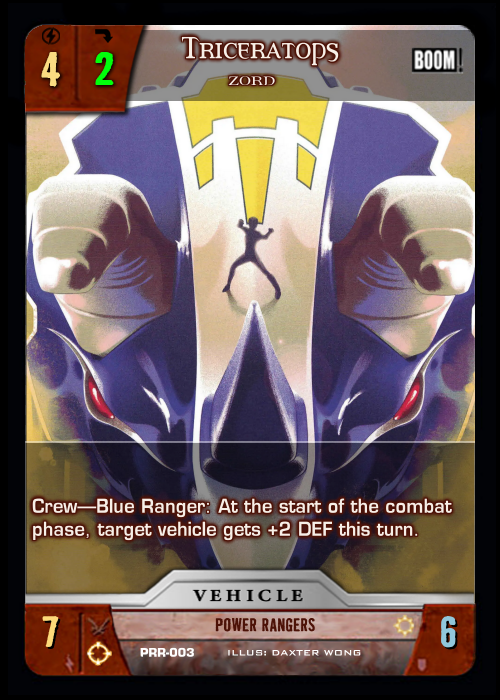 4
2
TRICERATOPS
ZORD
BOOM!
Crew—Blue Ranger: At the start of the combat
phase, target vehicle gets +2 DEF this turn.
VEHICLE
7
POWER RANGERS
6
PRR-003
ILLUS: DAXTER WONG